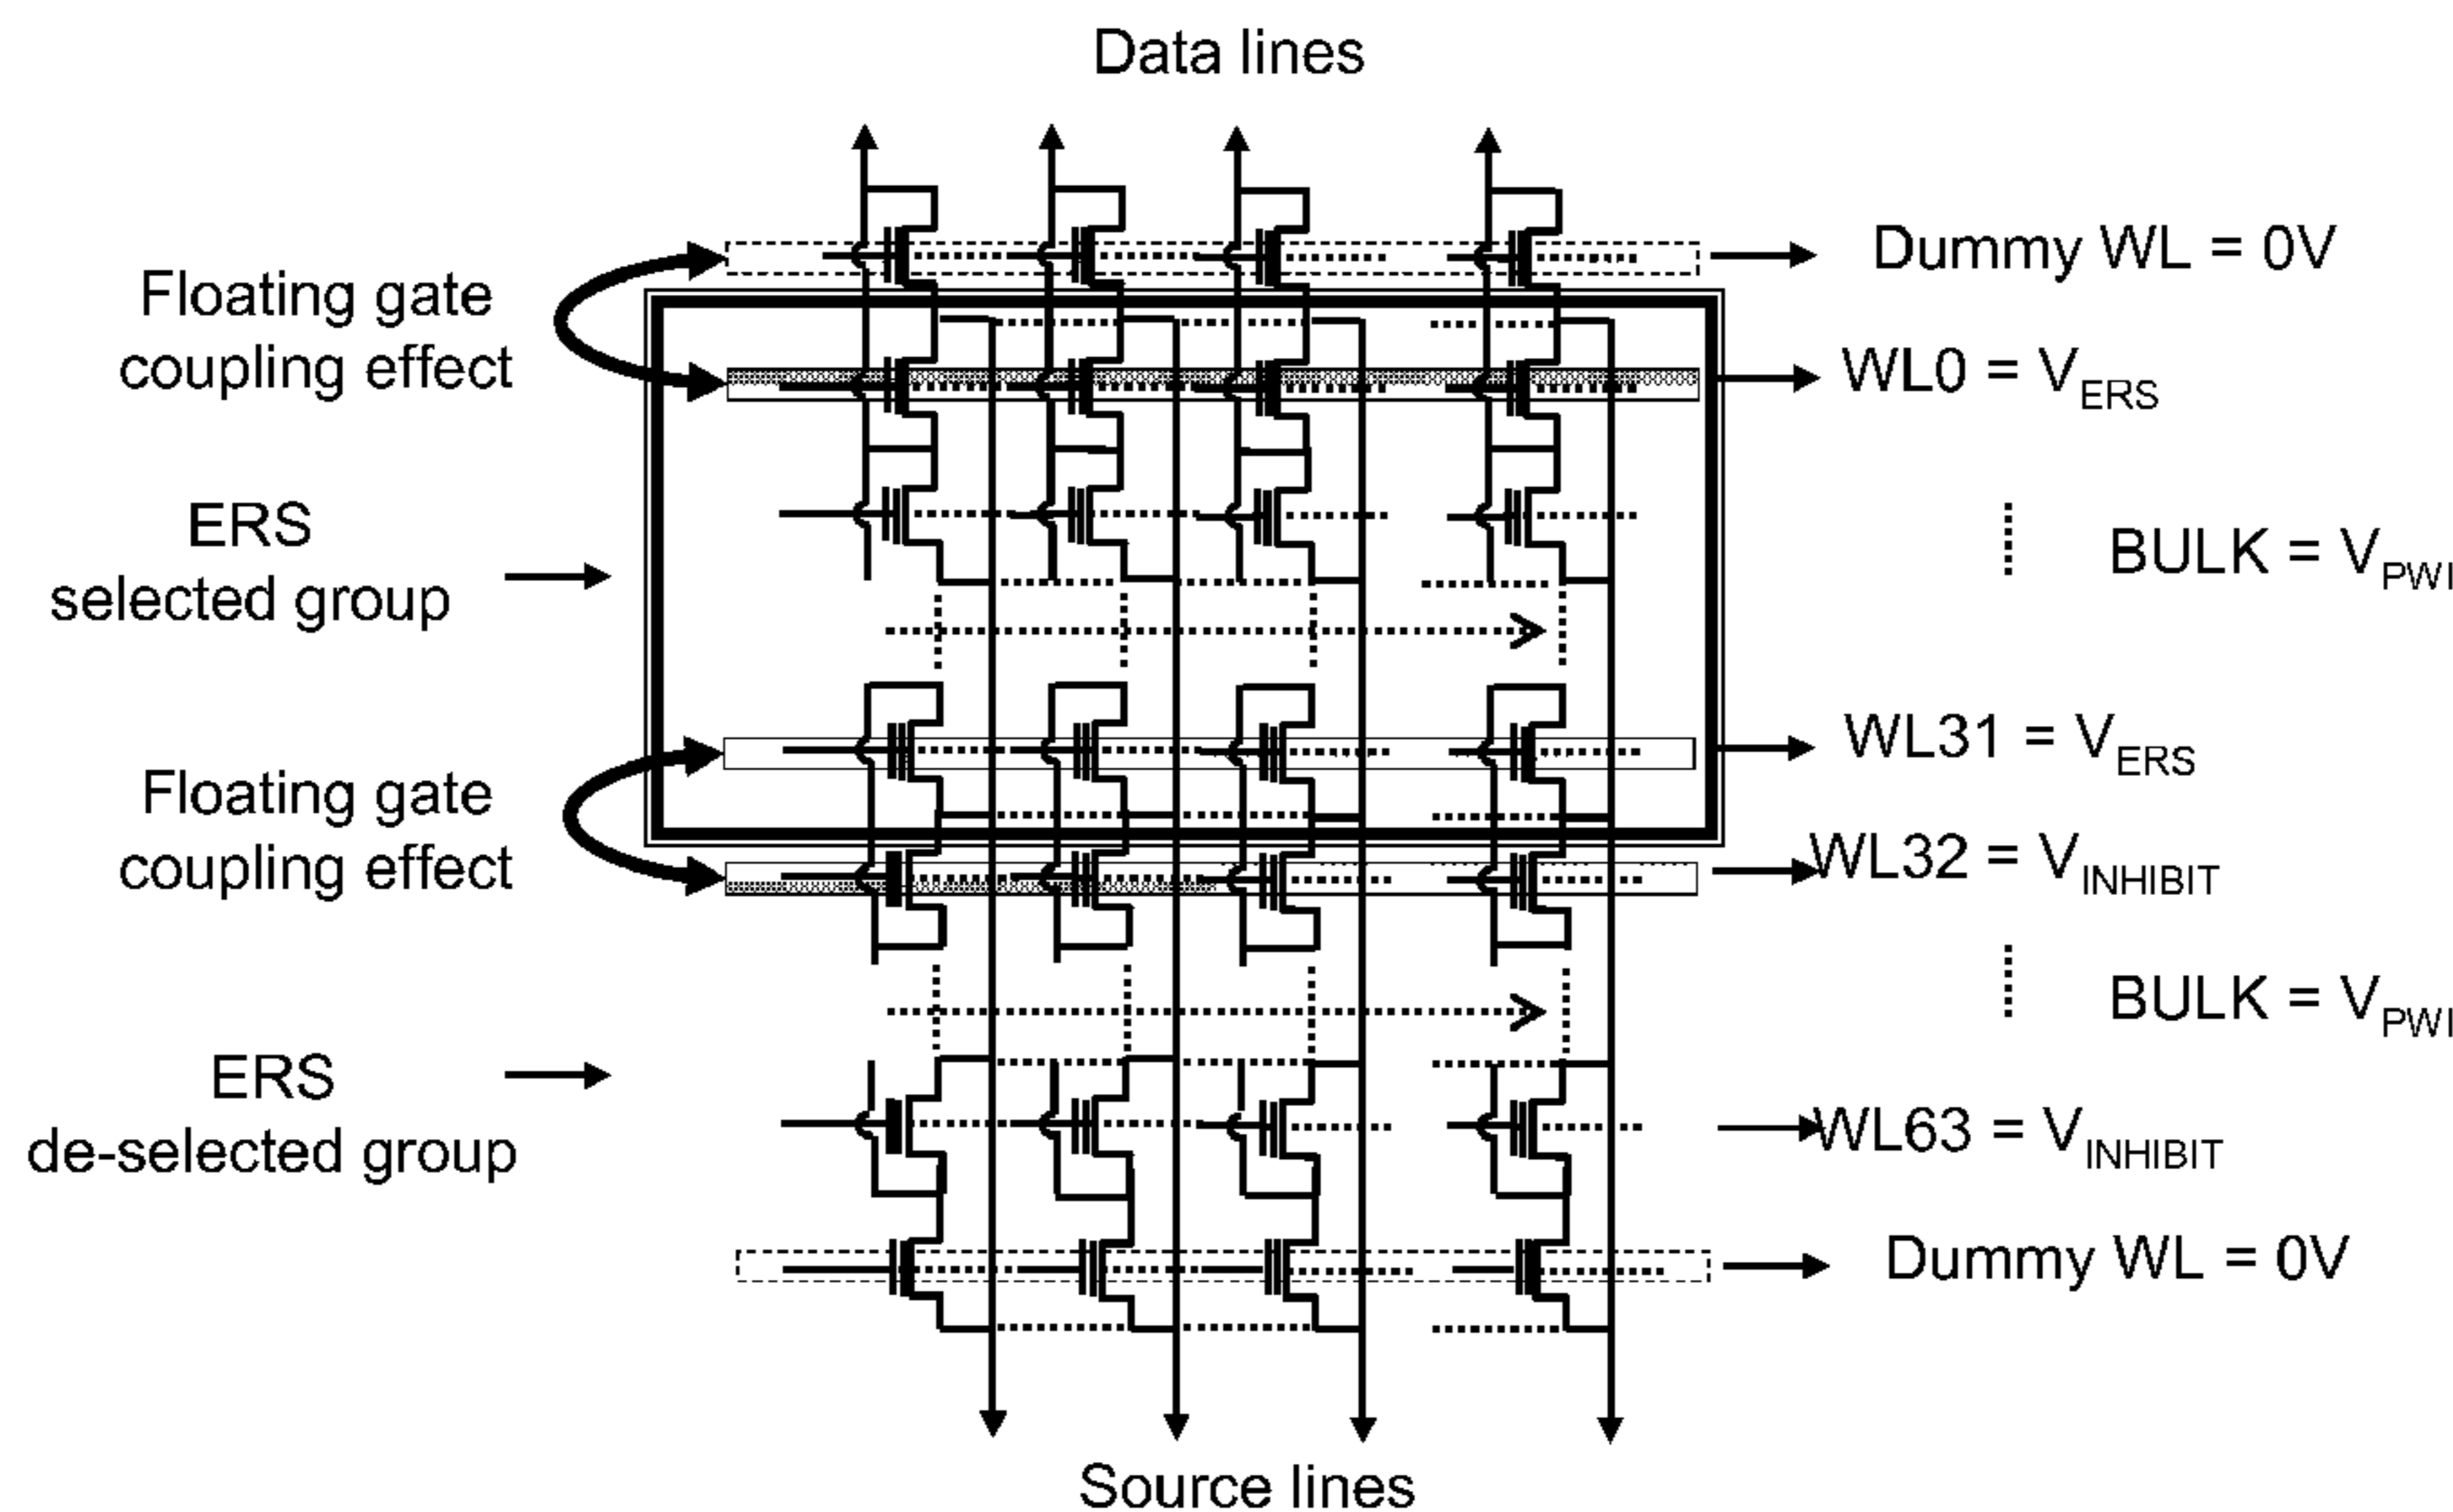 Data lines
Dummy WL = 0V
Floating gate
coupling effect
WL0 = VERS
ERS
selected group
BULK = VPWI
WL31 = VERS
Floating gate
coupling effect
WL32 = VINHIBIT
BULK = VPWI
ERS
de-selected group
WL63 = VINHIBIT
Dummy WL = 0V
Source lines